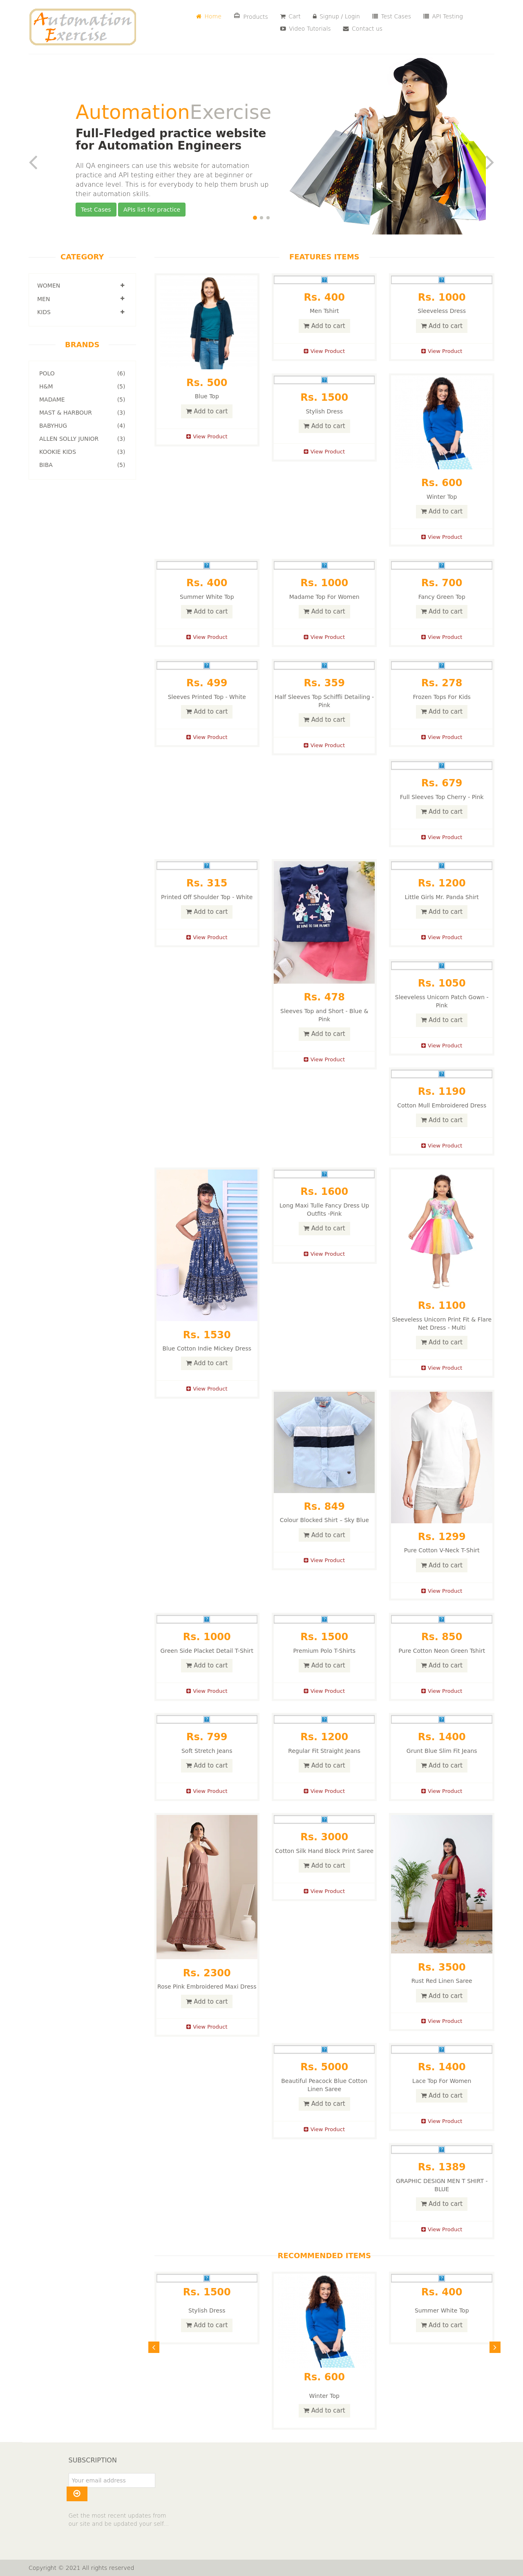 Automation
Exercise
Home
Products
Cart
Signup / Login
Test Cases
API Testing
Video Tutorials
Contact us
AutomationExercise
Full-Fledged practice website
for Automation Engineers
All QA engineers can use this website for automation
practice and API testing either they are at beginner or
advance level. This is for everybody to help them brush up
their automation skills.
Test Cases
APIs list for practice
CATEGORY
WOMEN
MEN
KIDS
BRANDS
POLO (6)
H&M (5)
MADAME (5)
MAST & HARBOUR (3)
BABYHUG (4)
ALLEN SOLLY JUNIOR (3)
KOOKIE KIDS (3)
BIBA (5)
FEATURES ITEMS
Rs. 500
Blue Top
Add to cart
View Product
Rs. 400
Men Tshirt
Add to cart
View Product
Rs. 1000
Sleeveless Dress
Add to cart
View Product
Rs. 1500
Stylish Dress
Add to cart
View Product
Rs. 600
Winter Top
Add to cart
View Product
Rs. 400
Summer White Top
Add to cart
View Product
Rs. 1000
Madame Top For Women
Add to cart
View Product
Rs. 700
Fancy Green Top
Add to cart
View Product
Rs. 499
Sleeves Printed Top - White
Add to cart
View Product
Rs. 359
Half Sleeves Top Schiffli Detailing -
Pink
Add to cart
View Product
Rs. 278
Frozen Tops For Kids
Add to cart
View Product
Rs. 679
Full Sleeves Top Cherry - Pink
Add to cart
View Product
Rs. 315
Printed Off Shoulder Top - White
Add to cart
View Product
Rs. 478
Sleeves Top and Short - Blue &
Pink
Add to cart
View Product
Rs. 1200
Little Girls Mr. Panda Shirt
Add to cart
View Product
Rs. 1050
Sleeveless Unicorn Patch Gown -
Pink
Add to cart
View Product
Rs. 1190
Cotton Mull Embroidered Dress
Add to cart
View Product
Rs. 1530
Blue Cotton Indie Mickey Dress
Add to cart
View Product
Rs. 1600
Long Maxi Tulle Fancy Dress Up
Outfits -Pink
Add to cart
View Product
Rs. 1100
Sleeveless Unicorn Print Fit & Flare
Net Dress - Multi
Add to cart
View Product
Rs. 849
Colour Blocked Shirt – Sky Blue
Add to cart
View Product
Rs. 1299
Pure Cotton V-Neck T-Shirt
Add to cart
View Product
Rs. 1000
Green Side Placket Detail T-Shirt
Add to cart
View Product
Rs. 1500
Premium Polo T-Shirts
Add to cart
View Product
Rs. 850
Pure Cotton Neon Green Tshirt
Add to cart
View Product
Rs. 799
Soft Stretch Jeans
Add to cart
View Product
Rs. 1200
Regular Fit Straight Jeans
Add to cart
View Product
Rs. 1400
Grunt Blue Slim Fit Jeans
Add to cart
View Product
Rs. 2300
Rose Pink Embroidered Maxi Dress
Add to cart
View Product
Rs. 3000
Cotton Silk Hand Block Print Saree
Add to cart
View Product
Rs. 3500
Rust Red Linen Saree
Add to cart
View Product
Rs. 5000
Beautiful Peacock Blue Cotton
Linen Saree
Add to cart
View Product
Rs. 1400
Lace Top For Women
Add to cart
View Product
Rs. 1389
GRAPHIC DESIGN MEN T SHIRT -
BLUE
Add to cart
View Product
RECOMMENDED ITEMS
Rs. 1500
Stylish Dress
Add to cart
Rs. 600
Winter Top
Add to cart
Rs. 400
Summer White Top
Add to cart
SUBSCRIPTION
Your email address
Get the most recent updates from
our site and be updated your self...
Copyright © 2021 All rights reserved